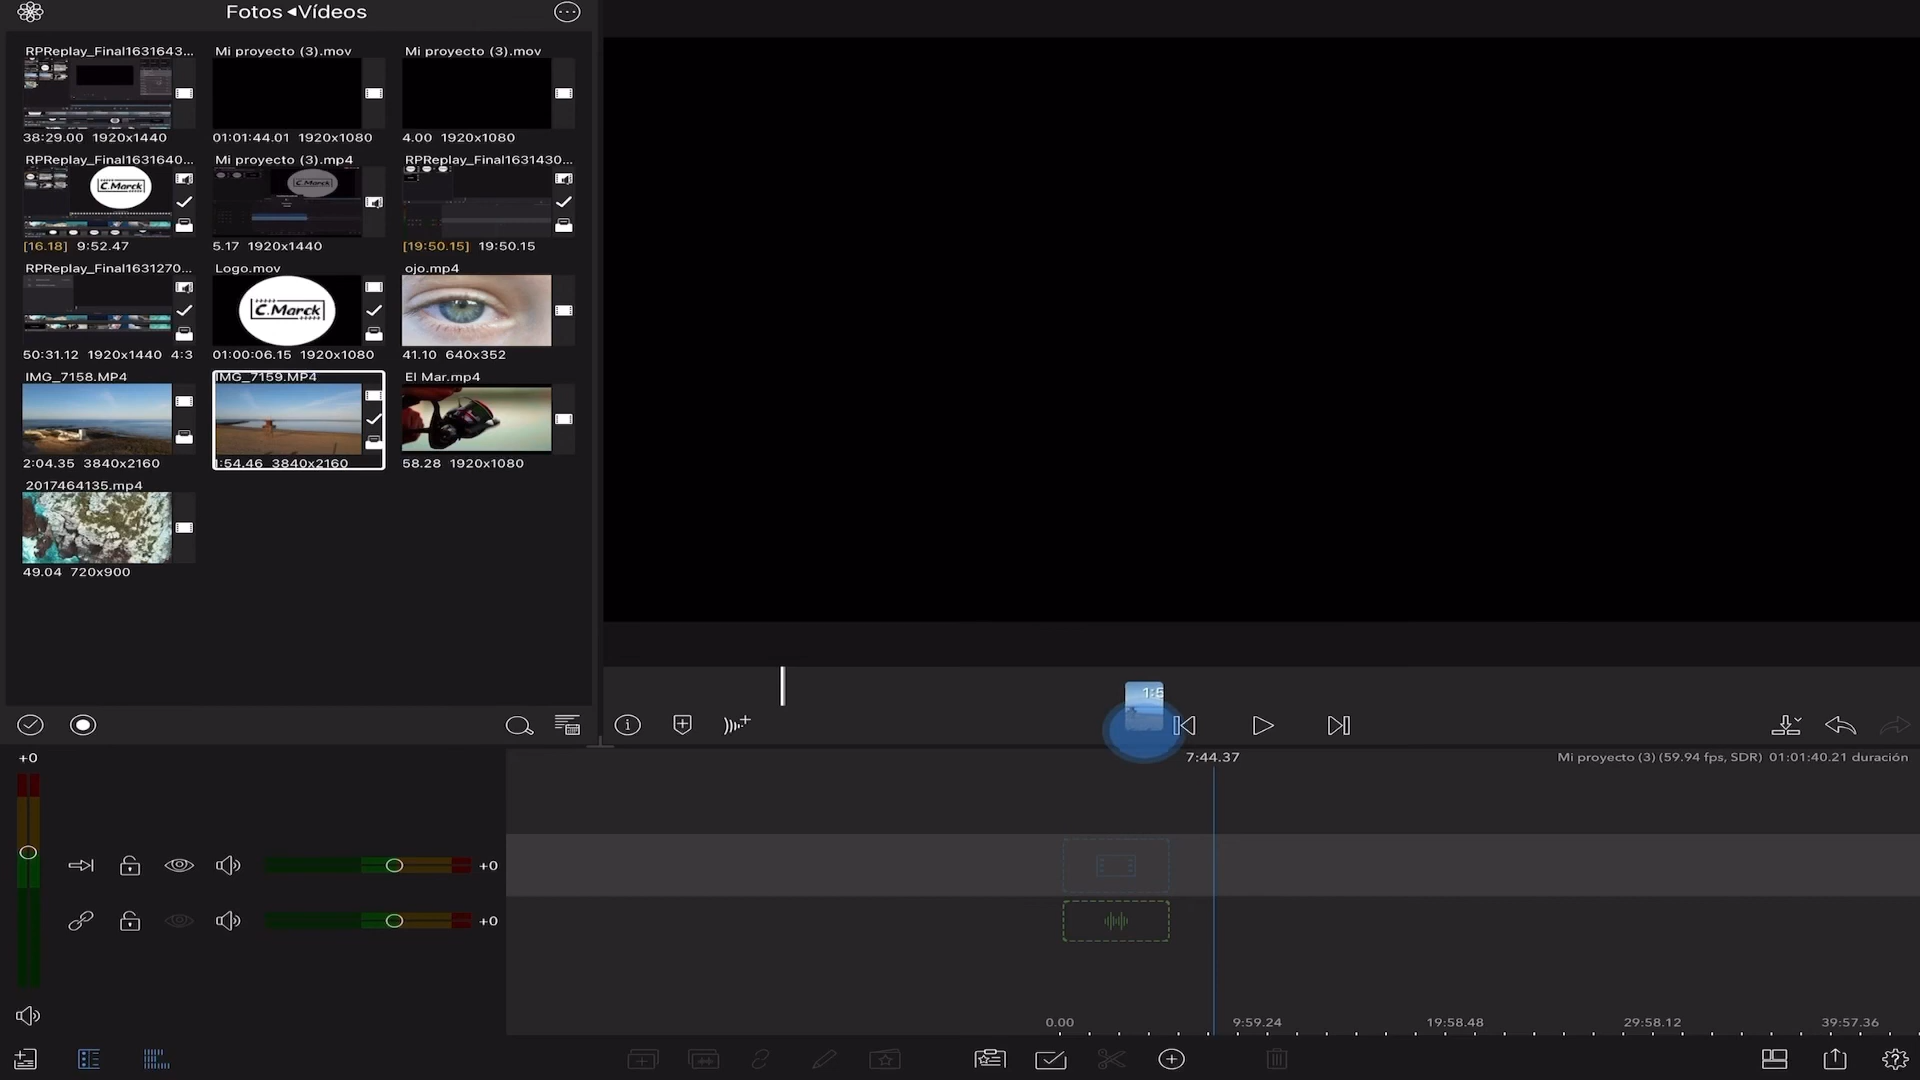 Fotos ◂Vídeos
RPReplay_Final1631643...
Mi proyecto (3).mov
Mi proyecto (3).mov
38:29.00 1920x1440
01:01:44.01 1920x1080
4.00 1920x1080
RPReplay_Final1631640...
Mi proyecto (3).mp4
RPReplay_Final1631430...
C.Marck
C.Marck
[16.18] 9:52.47
5.17 1920x1440
[19:50.15] 19:50.15
RPReplay_Final1631270...
Logo.mov
ojo.mp4
C.Marck
50:31.12 1920x1440 4:3
01:00:06.15 1920x1080
41.10 640x352
IMG_7158.MP4
IMG_7159.MP4
El Mar.mp4
2:04.35 3840x2160
1:54.46 3840x2160
58.28 1920x1080
2017464135.mp4
49.04 720x900
1:5
+0
7:44.37
Mi proyecto (3) (59.94 fps, SDR) 01:01:40.21 duración
+0
+0
0.00
9:59.24
19:58.48
29:58.12
39:57.36